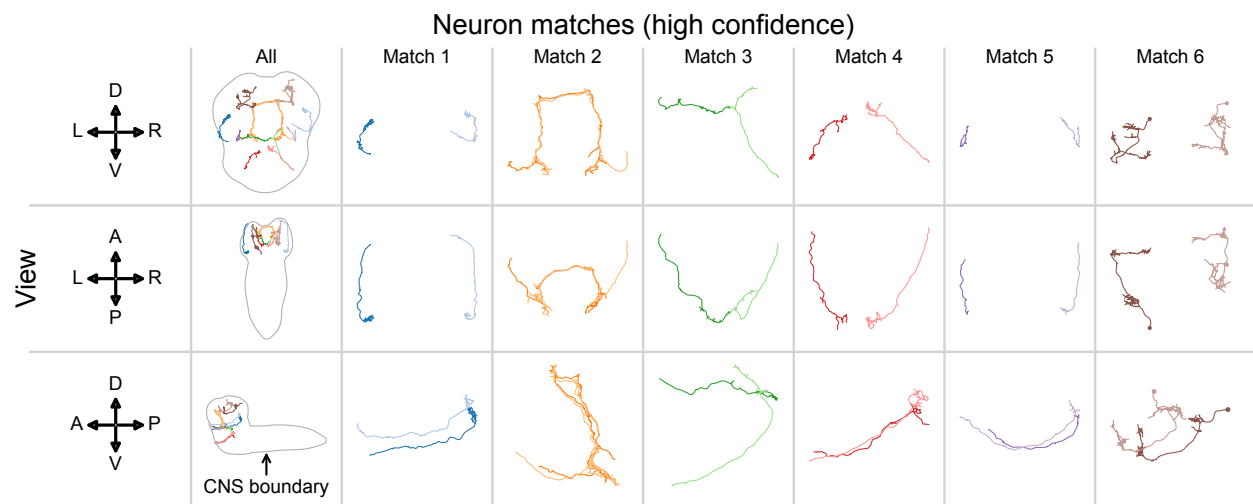 Neuron matches (high confidence)
All Match 1 Match 2 Match 3 Match 4 Match 5 Match 6
View
D
L R
V
A
L R
P
D
A P
V
CNS boundary